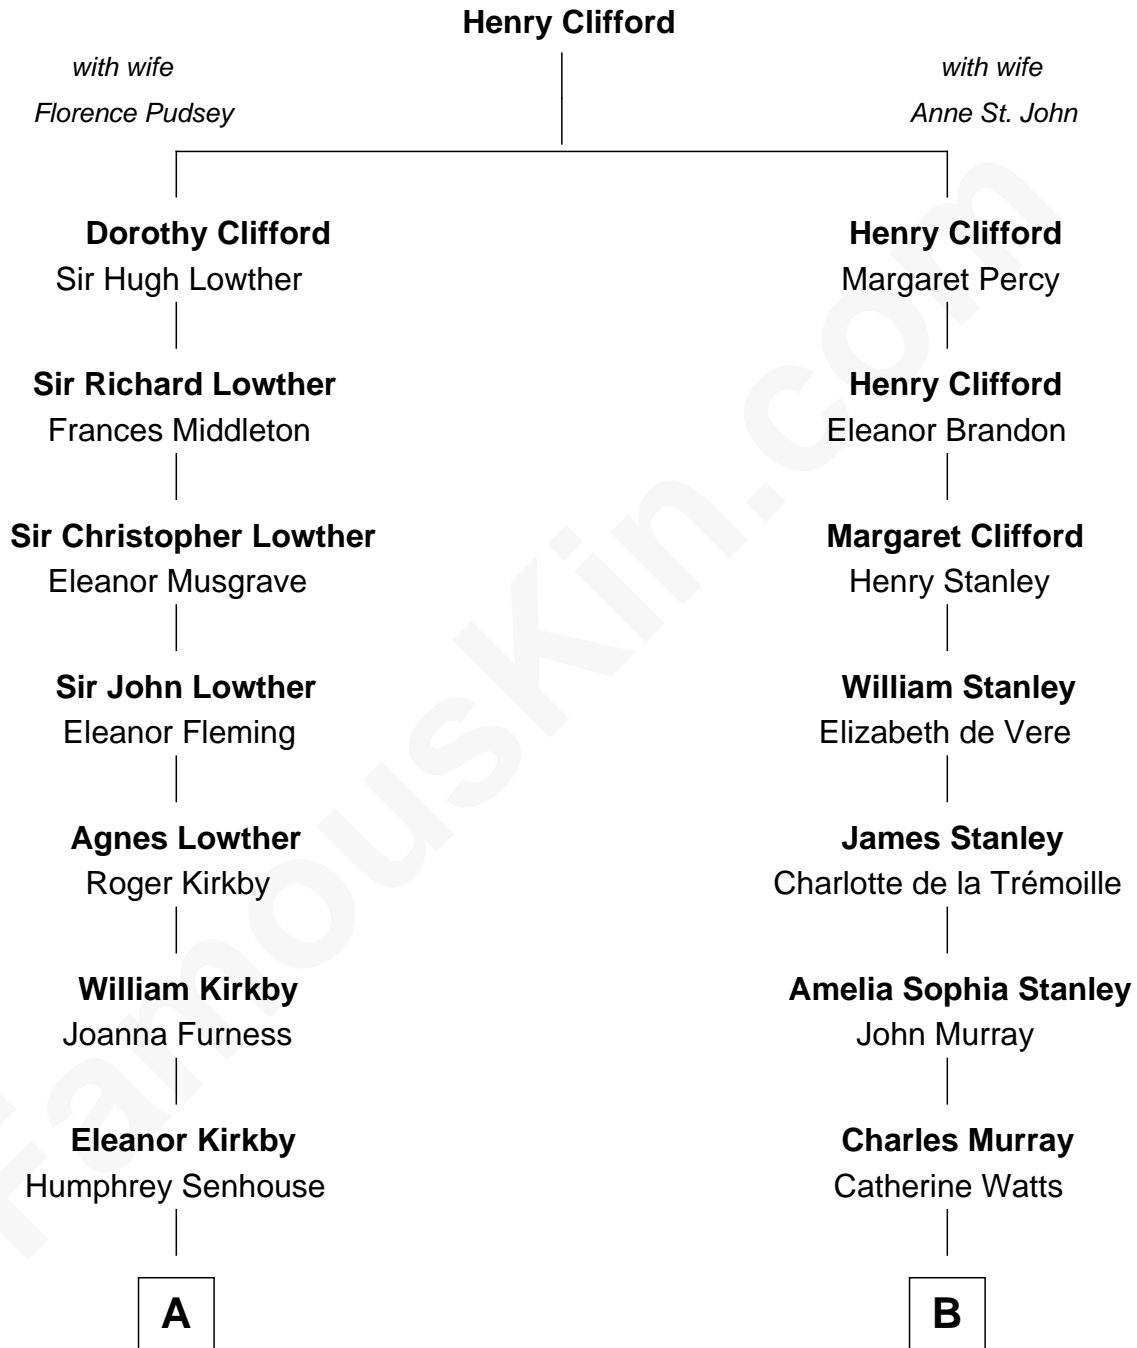 Henry Clifford
with wife
Florence Pudsey
with wife
Anne St. John
Dorothy Clifford
Sir Hugh Lowther
Henry Clifford
Margaret Percy
Sir Richard Lowther
Frances Middleton
Henry Clifford
Eleanor Brandon
Sir Christopher Lowther
Eleanor Musgrave
Margaret Clifford
Henry Stanley
Sir John Lowther
Eleanor Fleming
William Stanley
Elizabeth de Vere
Agnes Lowther
Roger Kirkby
James Stanley
Charlotte de la Trémoille
William Kirkby
Joanna Furness
Amelia Sophia Stanley
John Murray
Eleanor Kirkby
Humphrey Senhouse
Charles Murray
Catherine Watts
A
B
FamousKin.com